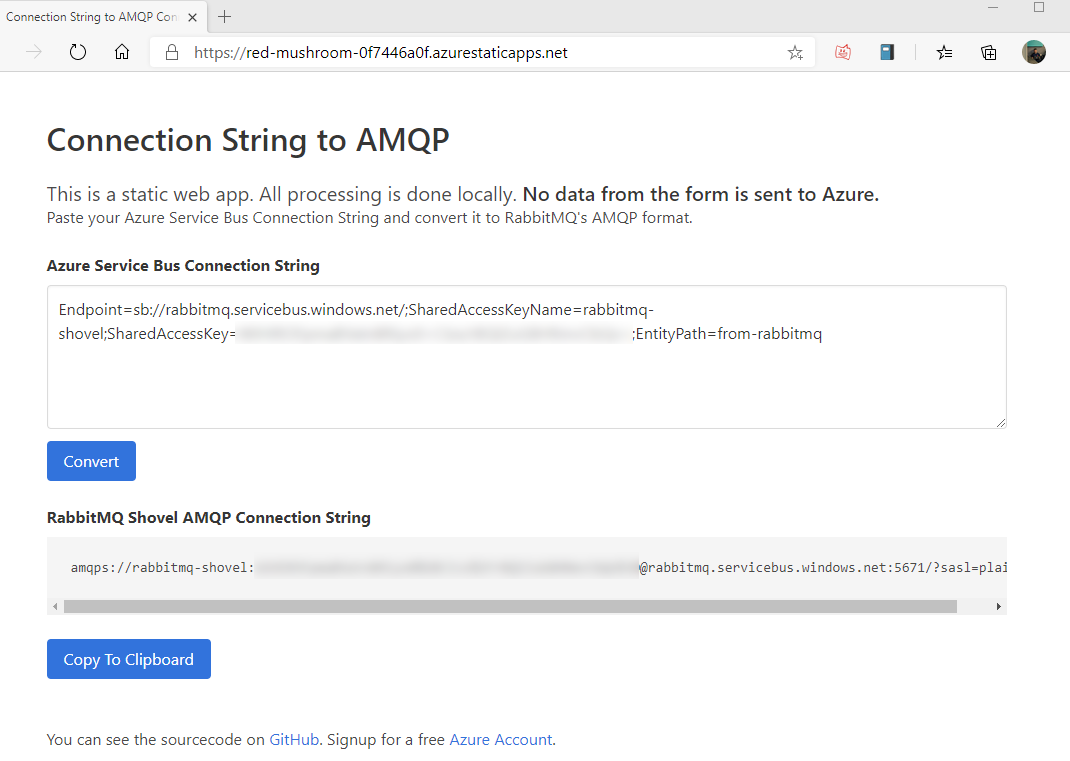 Connection String to AMQP Con
https://red-mushroom-0f7446a0f.azurestaticapps.net
Connection String to AMQP
This is a static web app. All processing is done locally. No data from the form is sent to Azure.
Paste your Azure Service Bus Connection String and convert it to RabbitMQ's AMQP format.
Azure Service Bus Connection String
Endpoint=sb://rabbitmq.servicebus.windows.net/;SharedAccessKeyName=rabbitmq-
shovel;SharedAccessKey= ;EntityPath=from-rabbitmq
Convert
RabbitMQ Shovel AMQP Connection String
amqps://rabbitmq-shovel: @rabbitmq.servicebus.windows.net:5671/?sasl=plai
Copy To Clipboard
You can see the sourcecode on GitHub. Signup for a free Azure Account.